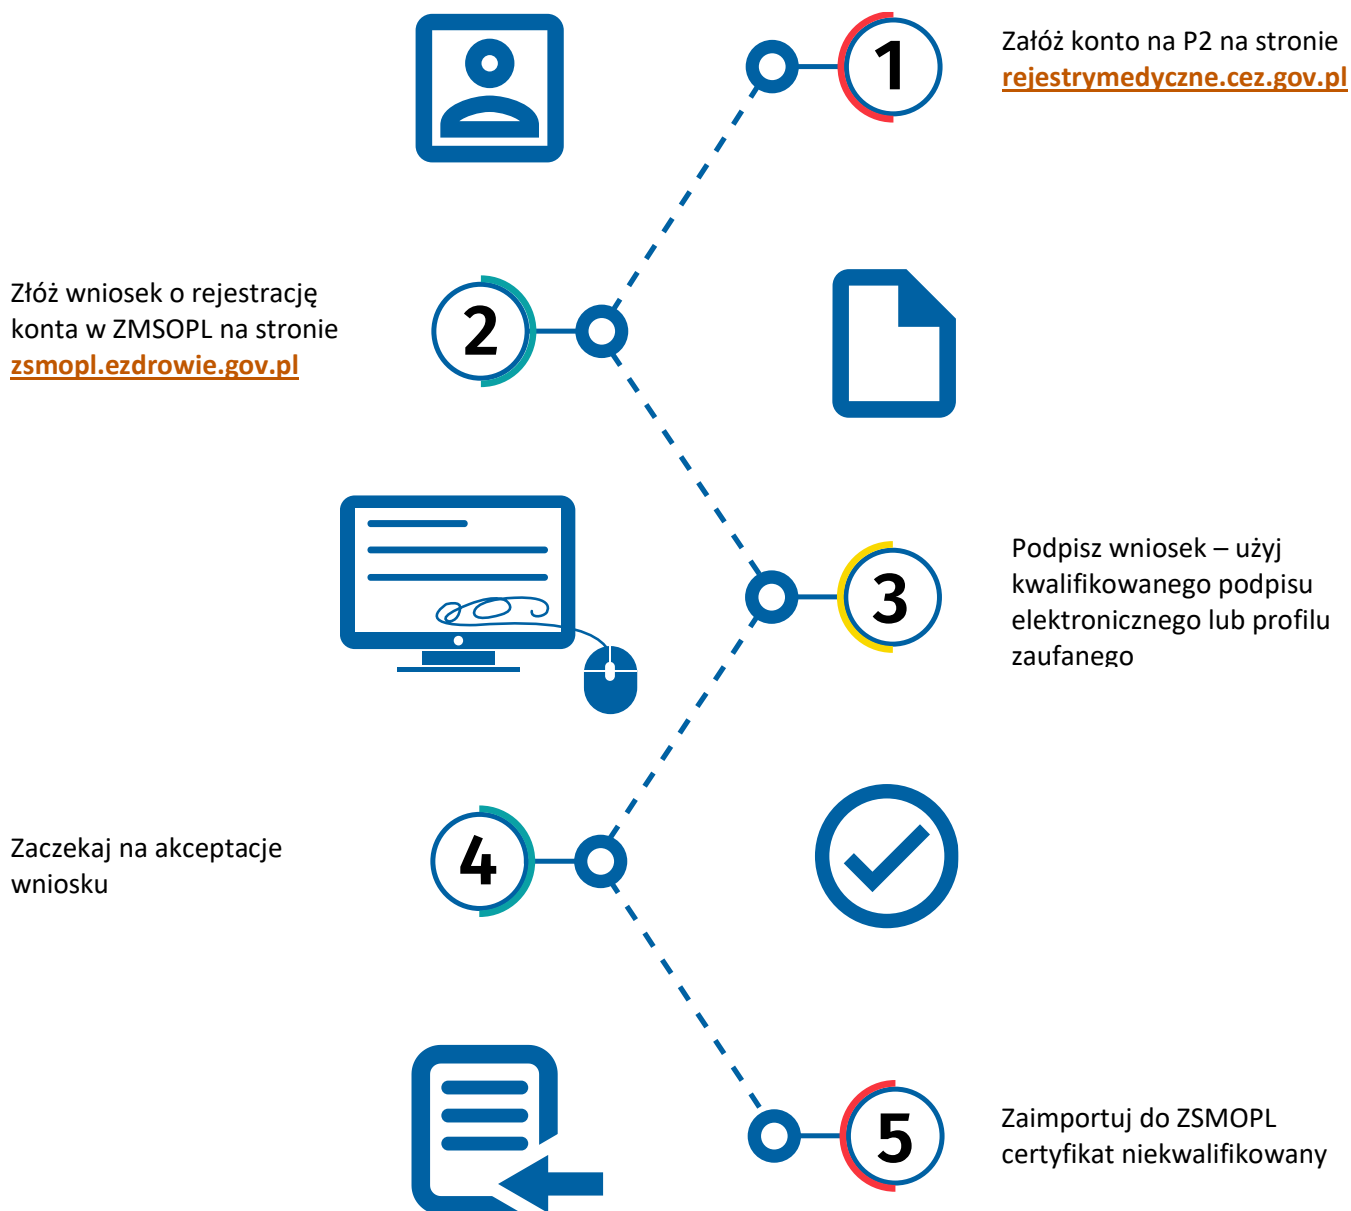 1
Załóż konto na P2 na stronie
rejestrymedyczne.cez.gov.pl
Złóż wniosek o rejestrację
konta w ZMSOPL na stronie
zsmopl.ezdrowie.gov.pl
2
3
Podpisz wniosek – użyj
kwalifikowanego podpisu
elektronicznego lub profilu
zaufanego
Zaczekaj na akceptacje
wniosku
4
5
Zaimportuj do ZSMOPL
certyfikat niekwalifikowany